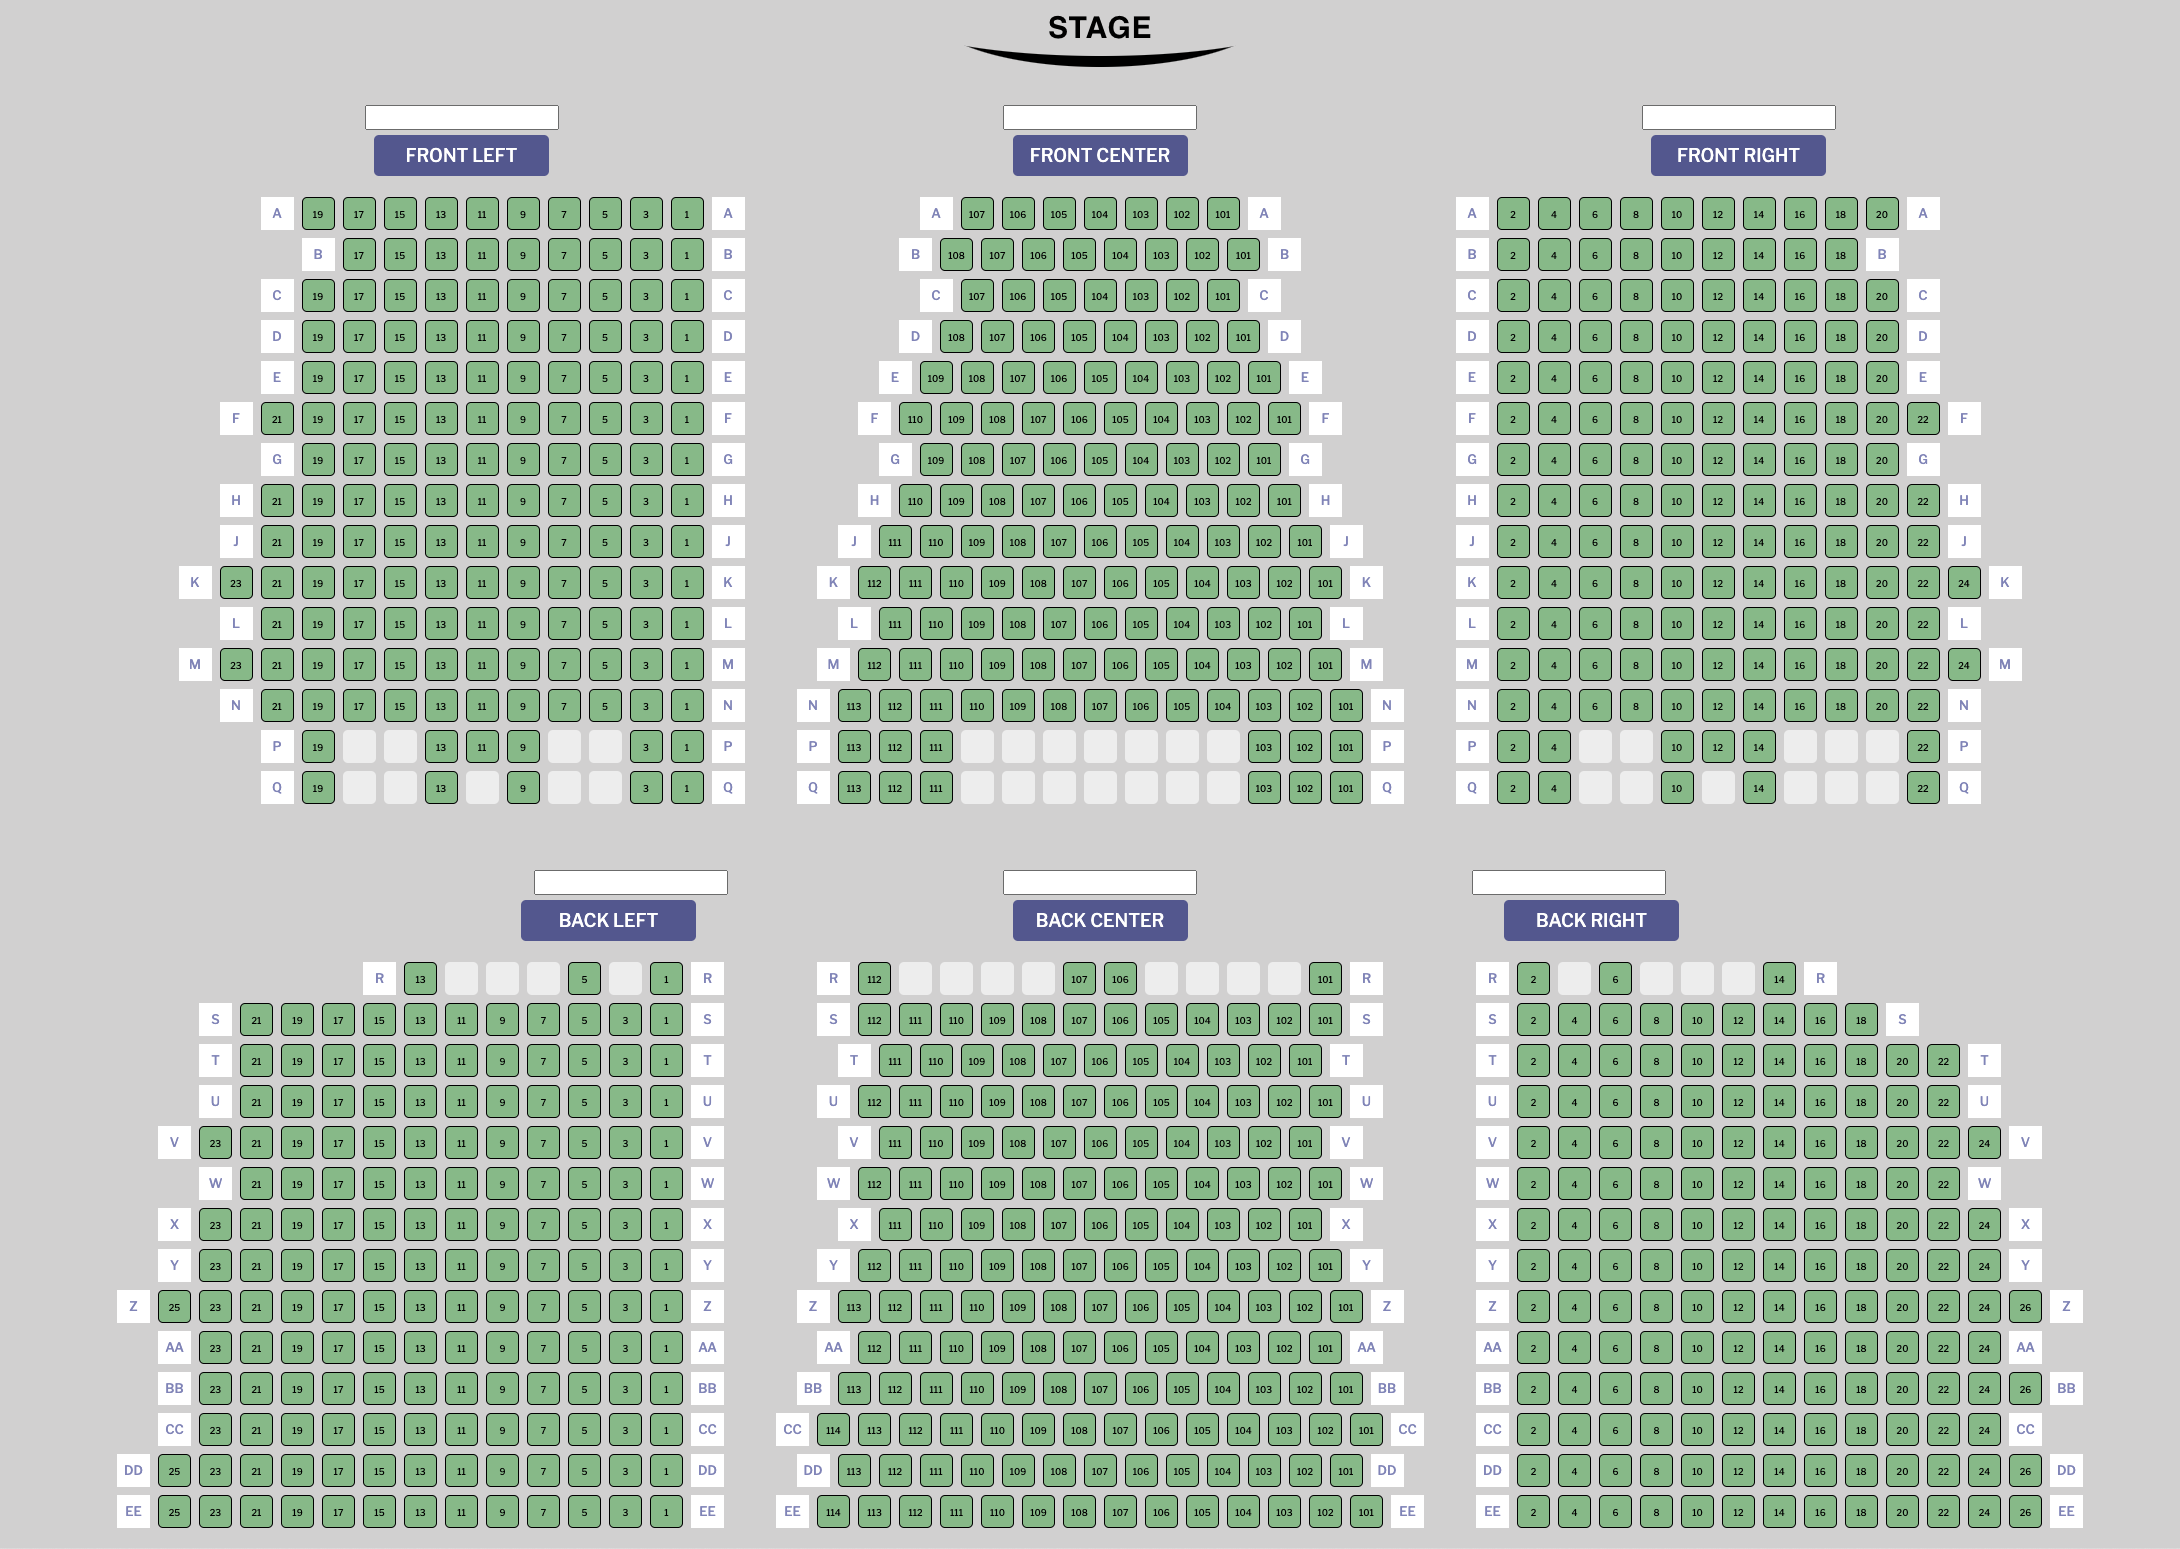 STAGE
FRONT LEFT FRONT CENTER FRONT RIGHT
A 19 17 15 13 11 9 7 5 3 1 A A 107 106 105 104 103 102 101 A A 2 4 6 8 10 12 14 16 18 20 A
B 17 15 13 11 9 7 5 3 1 B B 108 107 106 105 104 103 102 101 B B 2 4 6 8 10 12 14 16 18 B
C 19 17 15 13 11 9 7 5 3 1 C C 107 106 105 104 103 102 101 C C 2 4 6 8 10 12 14 16 18 20 C
D 19 17 15 13 11 9 7 5 3 1 D D 108 107 106 105 104 103 102 101 D D 2 4 6 8 10 12 14 16 18 20 D
E 19 17 15 13 11 9 7 5 3 1 E E 109 108 107 106 105 104 103 102 101 E E 2 4 6 8 10 12 14 16 18 20 E
F 21 19 17 15 13 11 9 7 5 3 1 F F 110 109 108 107 106 105 104 103 102 101 F F 2 4 6 8 10 12 14 16 18 20 22 F
G 19 17 15 13 11 9 7 5 3 1 G G 109 108 107 106 105 104 103 102 101 G G 2 4 6 8 10 12 14 16 18 20 G
H 21 19 17 15 13 11 9 7 5 3 1 H H 110 109 108 107 106 105 104 103 102 101 H H 2 4 6 8 10 12 14 16 18 20 22 H
J 21 19 17 15 13 11 9 7 5 3 1 J J 111 110 109 108 107 106 105 104 103 102 101 J J 2 4 6 8 10 12 14 16 18 20 22 J
K 23 21 19 17 15 13 11 9 7 5 3 1 K K 112 111 110 109 108 107 106 105 104 103 102 101 K K 2 4 6 8 10 12 14 16 18 20 22 24 K
L 21 19 17 15 13 11 9 7 5 3 1 L L 111 110 109 108 107 106 105 104 103 102 101 L L 2 4 6 8 10 12 14 16 18 20 22 L
M 23 21 19 17 15 13 11 9 7 5 3 1 M M 112 111 110 109 108 107 106 105 104 103 102 101 M M 2 4 6 8 10 12 14 16 18 20 22 24 M
N 21 19 17 15 13 11 9 7 5 3 1 N N 113 112 111 110 109 108 107 106 105 104 103 102 101 N N 2 4 6 8 10 12 14 16 18 20 22 N
P 19 13 11 9 3 1 P P 113 112 111 103 102 101 P P 2 4 10 12 14 22 P
Q 19 13 9 3 1 Q Q 113 112 111 103 102 101 Q Q 2 4 10 14 22 Q
BACK LEFT BACK CENTER BACK RIGHT
R 13 5 1 R R 112 107 106 101 R R 2 6 14 R
S 21 19 17 15 13 11 9 7 5 3 1 S S 112 111 110 109 108 107 106 105 104 103 102 101 S S 2 4 6 8 10 12 14 16 18 S
T 21 19 17 15 13 11 9 7 5 3 1 T T 111 110 109 108 107 106 105 104 103 102 101 T T 2 4 6 8 10 12 14 16 18 20 22 T
U 21 19 17 15 13 11 9 7 5 3 1 U U 112 111 110 109 108 107 106 105 104 103 102 101 U U 2 4 6 8 10 12 14 16 18 20 22 U
V 23 21 19 17 15 13 11 9 7 5 3 1 V V 111 110 109 108 107 106 105 104 103 102 101 V V 2 4 6 8 10 12 14 16 18 20 22 24 V
W 21 19 17 15 13 11 9 7 5 3 1 W W 112 111 110 109 108 107 106 105 104 103 102 101 W W 2 4 6 8 10 12 14 16 18 20 22 W
X 23 21 19 17 15 13 11 9 7 5 3 1 X X 111 110 109 108 107 106 105 104 103 102 101 X X 2 4 6 8 10 12 14 16 18 20 22 24 X
Y 23 21 19 17 15 13 11 9 7 5 3 1 Y Y 112 111 110 109 108 107 106 105 104 103 102 101 Y Y 2 4 6 8 10 12 14 16 18 20 22 24 Y
Z 25 23 21 19 17 15 13 11 9 7 5 3 1 Z Z 113 112 111 110 109 108 107 106 105 104 103 102 101 Z Z 2 4 6 8 10 12 14 16 18 20 22 24 26 Z
AA 23 21 19 17 15 13 11 9 7 5 3 1 AA AA 112 111 110 109 108 107 106 105 104 103 102 101 AA AA 2 4 6 8 10 12 14 16 18 20 22 24 AA
BB 23 21 19 17 15 13 11 9 7 5 3 1 BB BB 113 112 111 110 109 108 107 106 105 104 103 102 101 BB BB 2 4 6 8 10 12 14 16 18 20 22 24 26 BB
CC 23 21 19 17 15 13 11 9 7 5 3 1 CC CC 114 113 112 111 110 109 108 107 106 105 104 103 102 101 CC CC 2 4 6 8 10 12 14 16 18 20 22 24 CC
DD 25 23 21 19 17 15 13 11 9 7 5 3 1 DD DD 113 112 111 110 109 108 107 106 105 104 103 102 101 DD DD 2 4 6 8 10 12 14 16 18 20 22 24 26 DD
EE 25 23 21 19 17 15 13 11 9 7 5 3 1 EE EE 114 113 112 111 110 109 108 107 106 105 104 103 102 101 EE EE 2 4 6 8 10 12 14 16 18 20 22 24 26 EE